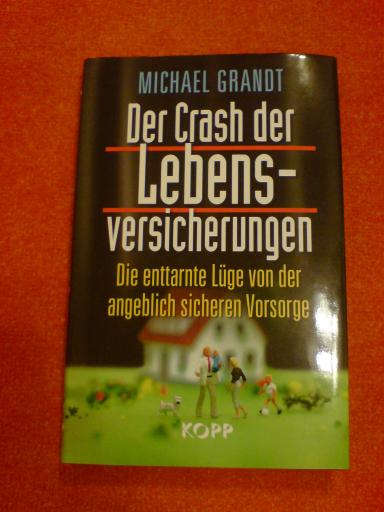 MICHAEL GRANDT
Der Crash der
Lebens-
versicherungen
Die enttarnte Lüge von der
angeblich sicheren Vorsorge
KOPP